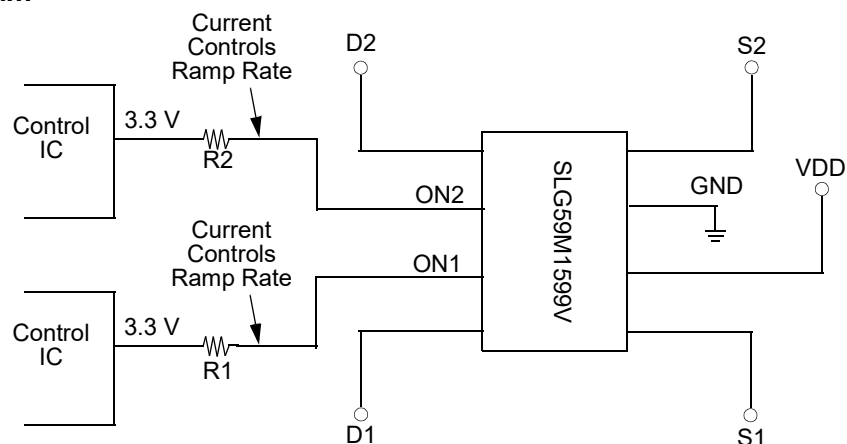 Current
Controls
Ramp Rate
D2
S2
Control
IC
3.3 V
R2
SLG59M1599V
VDD
GND
ON2
Current
Controls
Ramp Rate
ON1
Control
IC
3.3 V
R1
D1
S1